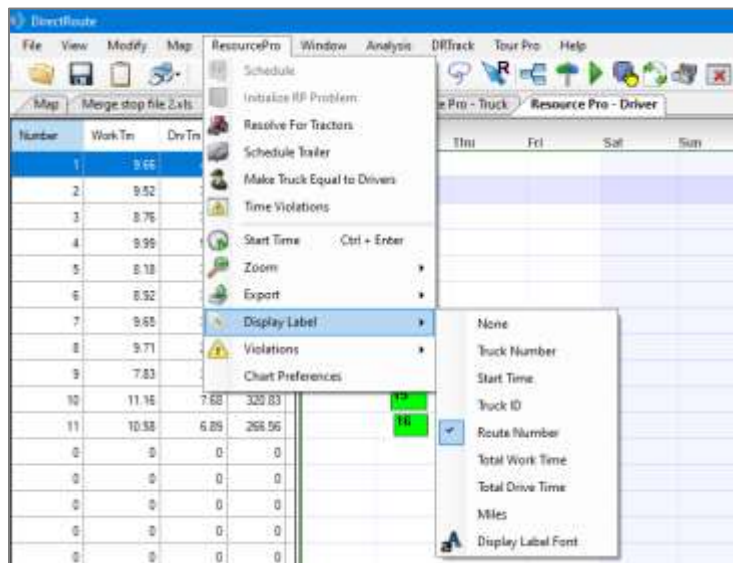 DirectRoute
File View Modify Map ResourcePro Window Analysis DRTrack Tour Pro Help
Map Merge stop file 2.xls e Pro - Truck Resource Pro - Driver
Schedule
Initialize RP Problem
Resolve For Tractors
Schedule Trailer
Make Truck Equal to Drivers
Time Violations
Start Time Ctrl + Enter
Zoom
Export
Display Label
Violations
Chart Preferences
None
Truck Number
Start Time
Truck ID
Route Number
Total Work Time
Total Drive Time
Miles
Display Label Font
Number Work Tm Drv Tm
Thu Fri Sat Sun
1 9.66
2 9.52
3 8.76
4 9.99
5 8.18
6 8.92
7 9.65
8 9.71
9 7.83
10 11.16 7.68 320.83
11 10.58 6.89 266.96
0 0 0
0 0 0
0 0 0
0 0 0
0 0 0
15
16